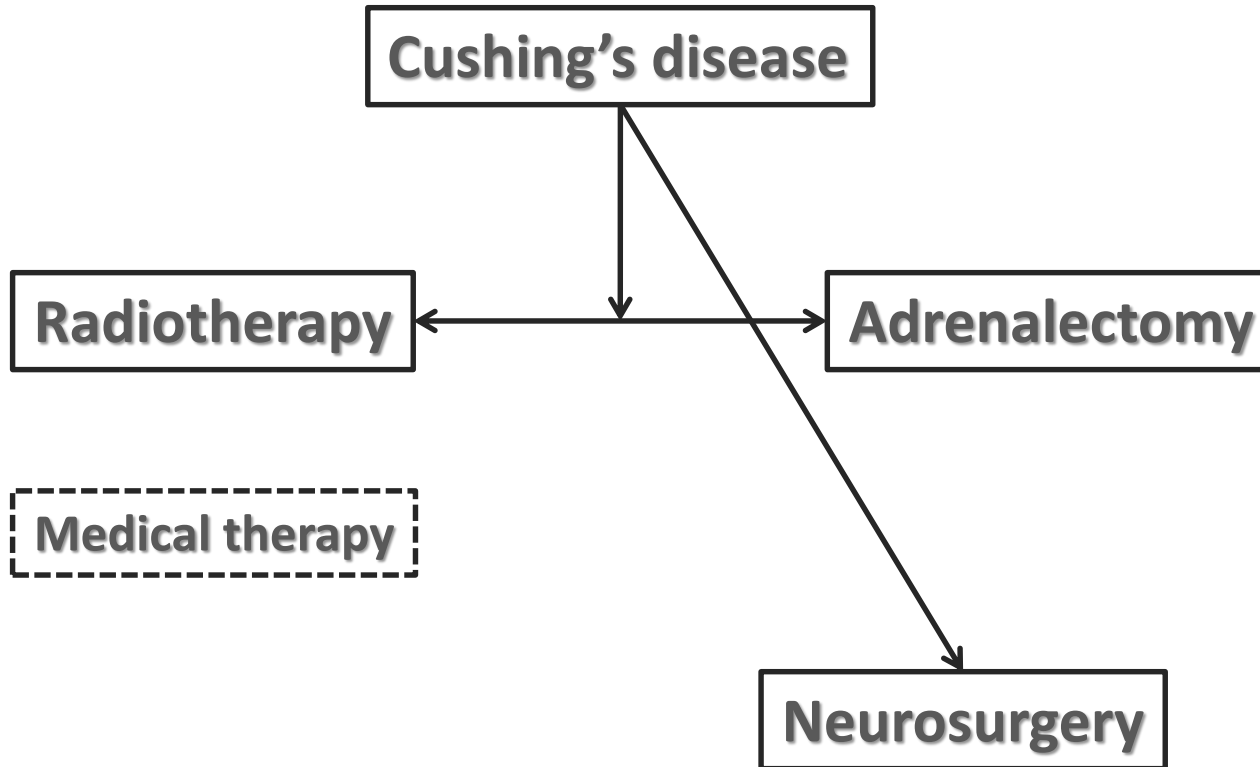 Cushing’s disease
Radiotherapy
Adrenalectomy
Medical therapy
Neurosurgery